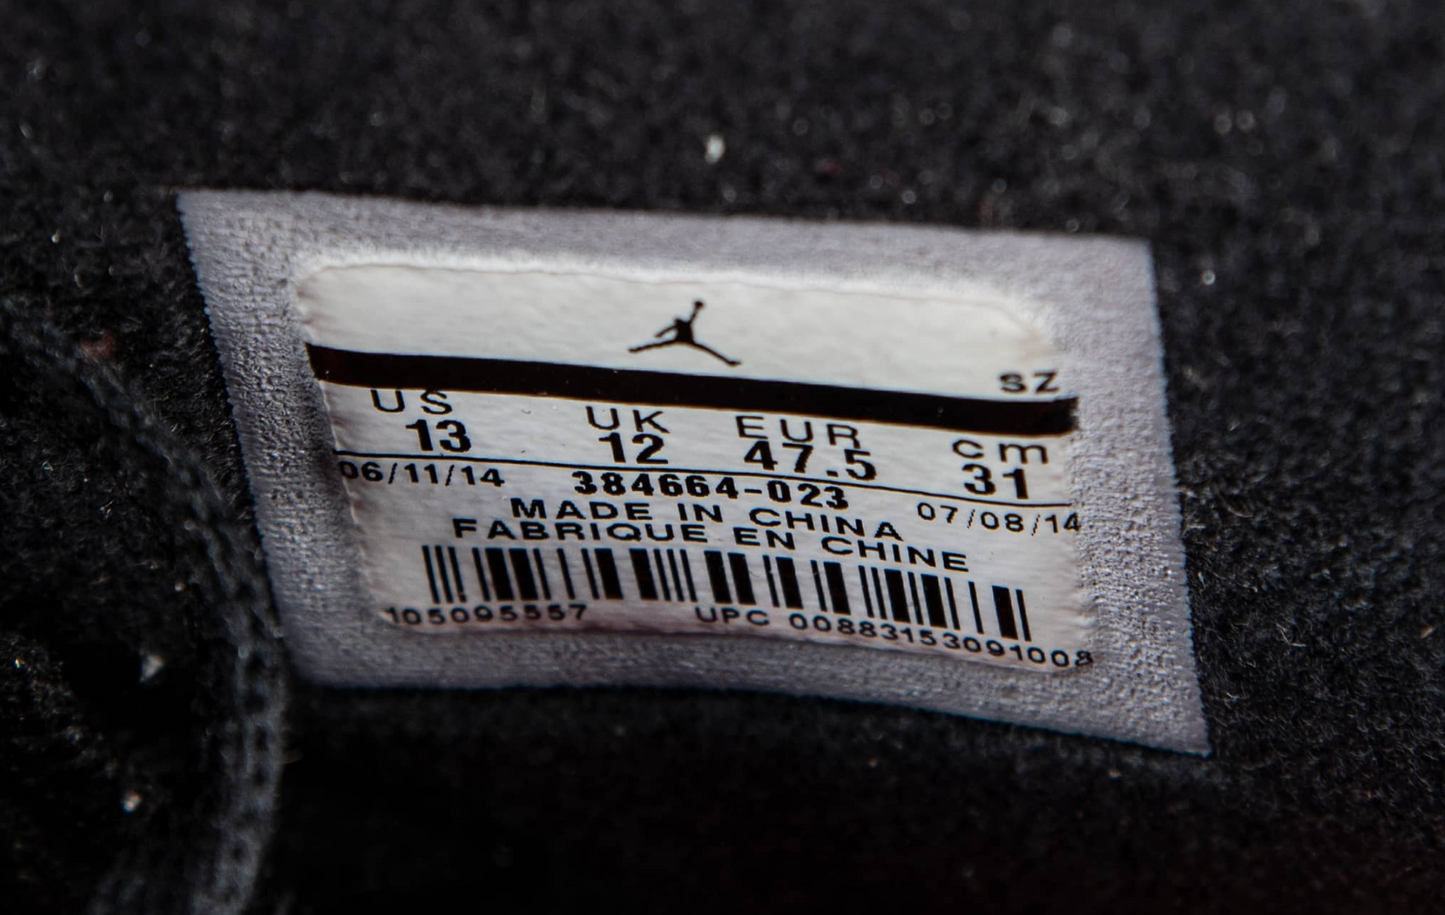 SZ
US UK EUR cm
13 12 47.5 31
06/11/14 384664-023 07/08/14
MADE IN CHINA
FABRIQUE EN CHINE
105095557 UPC 00883153091008